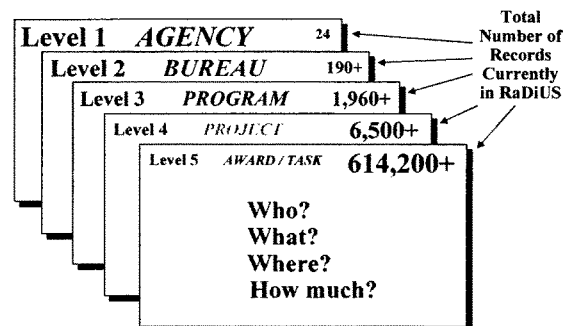 Level 1 AGENCY 24
Level 2 BUREAU 190+
Level 3 PROGRAM 1,960+
Level 4 PROJECT 6,500+
Level 5 AWARD / TASK 614,200+
Who?
What?
Where?
How much?
Total
Number of
Records
Currently
in RaDiUS